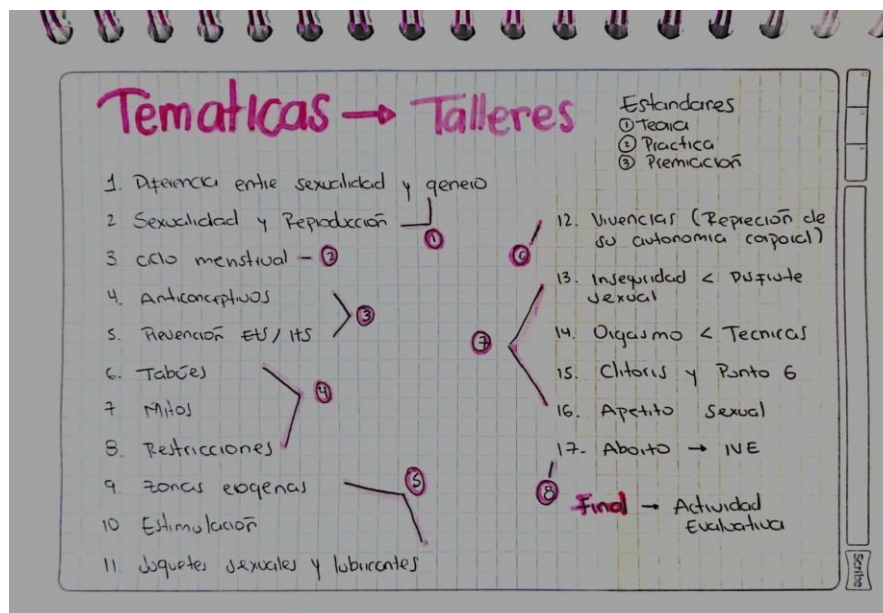 Tematicas → Talleres
Estandares
① Teoria
② Practica
③ Premiación
1. Diferencia entre sexualidad y genero
2 Sexualidad y Reproducción
①
3 ciclo menstrual - ②
4. Anticonceptivos
5. Prevención ETS / ITS
③
6. Tabúes
7 Mitos
8. Restricciones
④
9. zonas erogenas
10 Estimulación
11. Juguetes sexuales y lubricantes
⑤
12. Vivencias (Represión de
su autonomia corporal)
⑥
13. Inseguridad < Disfrute
sexual
14. Orgasmo < Tecnicas
15. Clitoris y Punto G
16. Apetito sexual
⑦
17- Aborto → IVE
⑧
Final → Actividad
Evaluativa
Scribe